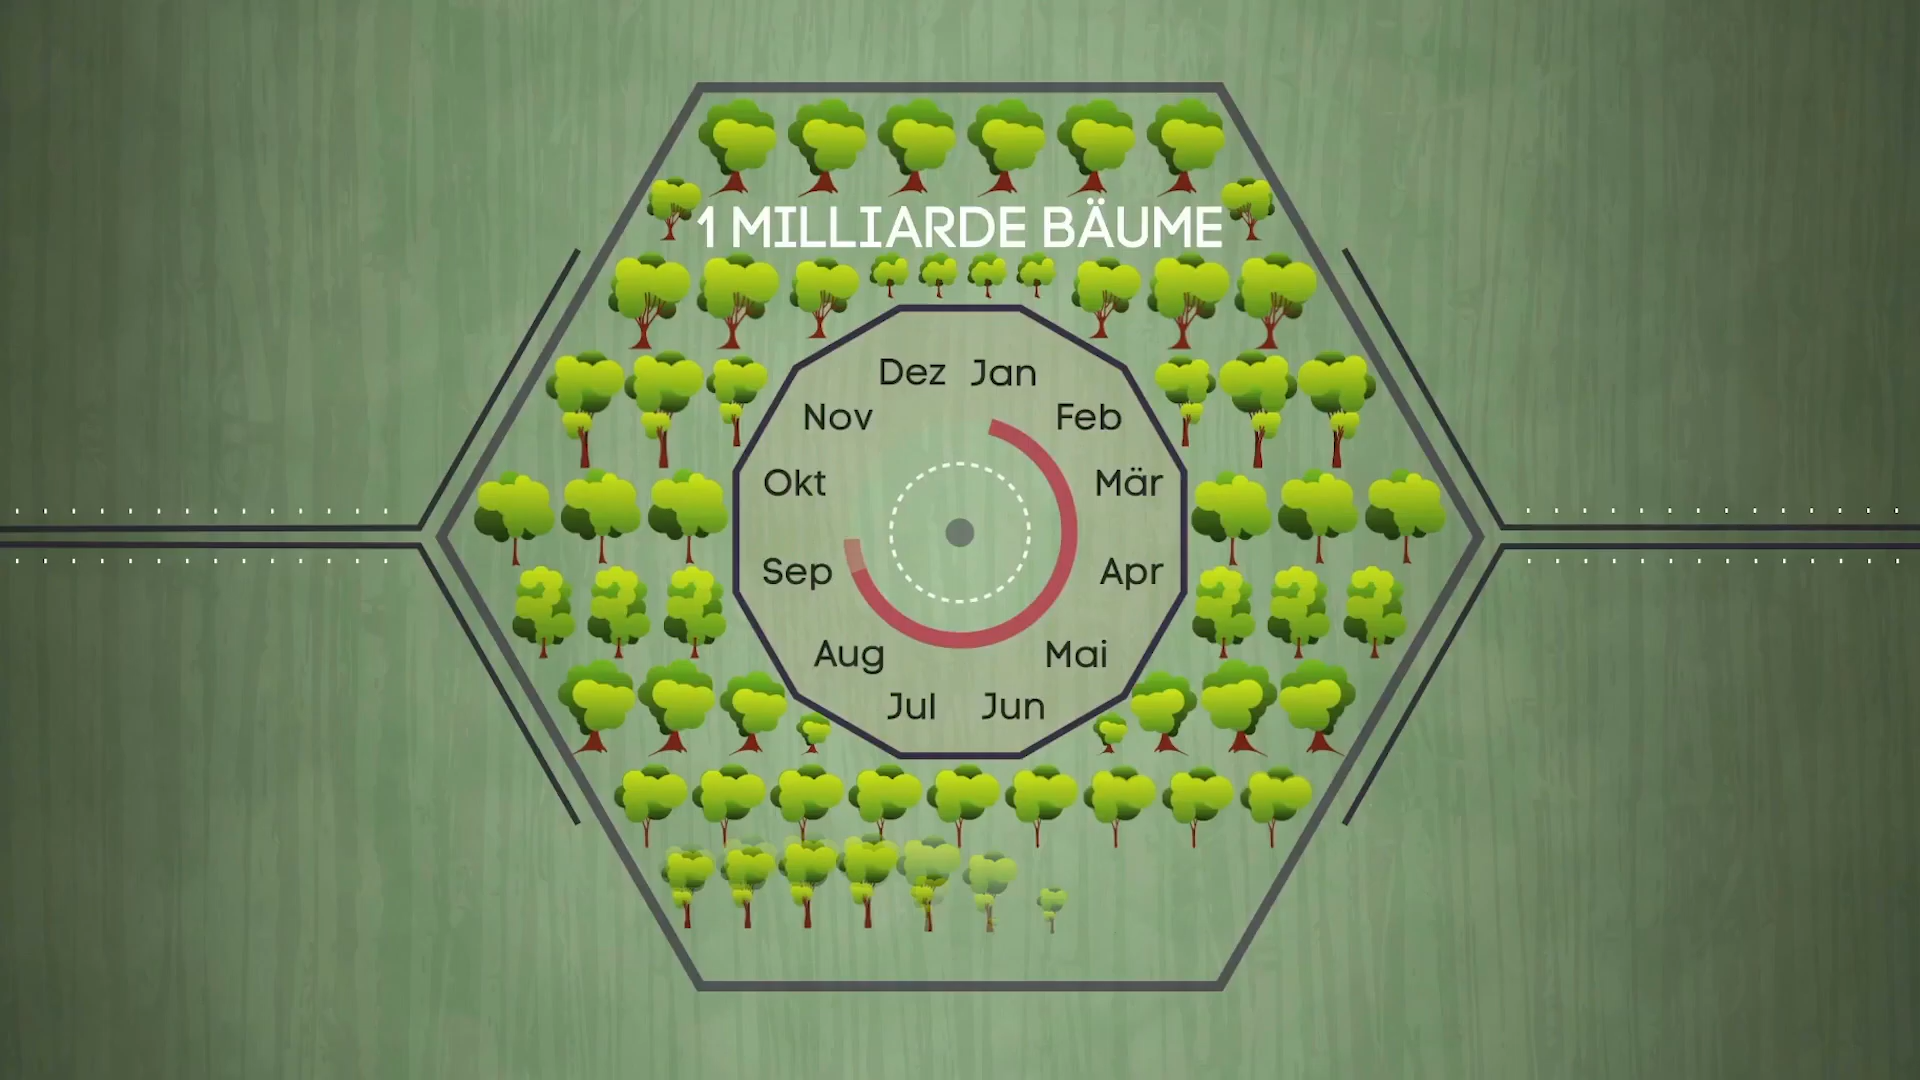 1 MILLIARDE BÄUME
Dez Jan
Nov Feb
Okt Mär
Sep Apr
Aug Mai
Jul Jun